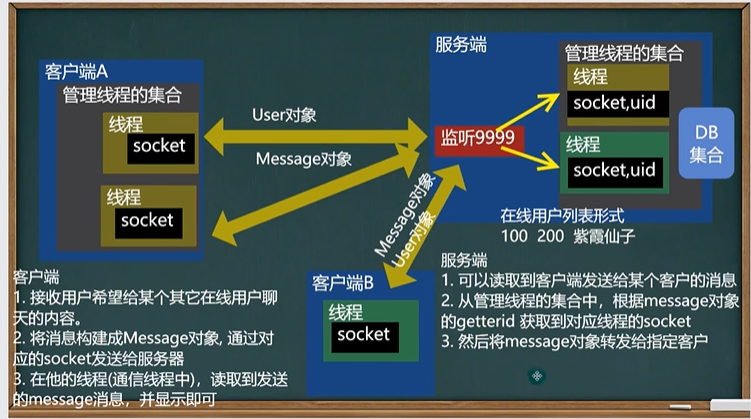 客户端A
管理线程的集合
线程
socket
线程
socket
User对象
Message对象
Message对象
User对象
服务端
监听9999
管理线程的集合
线程
socket,uid
线程
socket,uid
DB
集合
在线用户列表形式
100 200 紫霞仙子
客户端B
线程
socket
客户端
1. 接收用户希望给某个其它在线用户聊
天的内容。
2. 将消息构建成Message对象, 通过对
应的socket发送给服务器
3. 在他的线程(通信线程中)，读取到发送
的message消息，并显示即可
服务端
1. 可以读取到客户端发送给某个客户的消息
2. 从管理线程的集合中，根据message对象
的getterid 获取到对应线程的socket
3. 然后将message对象转发给指定客户